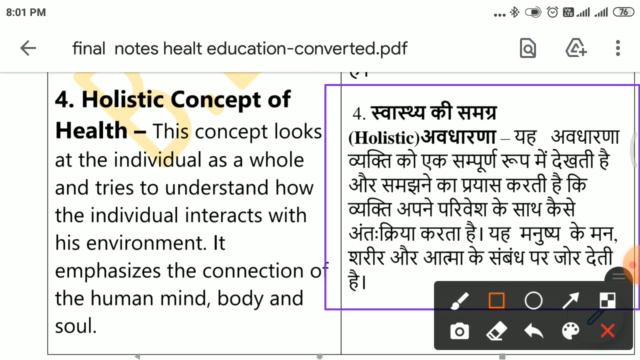 8:01 PM
76
final notes healt education-converted.pdf
है।
4. Holistic Concept of
Health – This concept looks
at the individual as a whole
and tries to understand how
the individual interacts with
his environment. It
emphasizes the connection of
the human mind, body and
soul.
4. स्वास्थ्य की समग्र
(Holistic) अवधारणा – यह अवधारणा
व्यक्ति को एक सम्पूर्ण रूप में देखती है
और समझने का प्रयास करती है कि
व्यक्ति अपने परिवेश के साथ कैसे
अंतःक्रिया करता है। यह मनुष्य के मन,
शरीर और आत्मा के संबंध पर जोर देती
है।